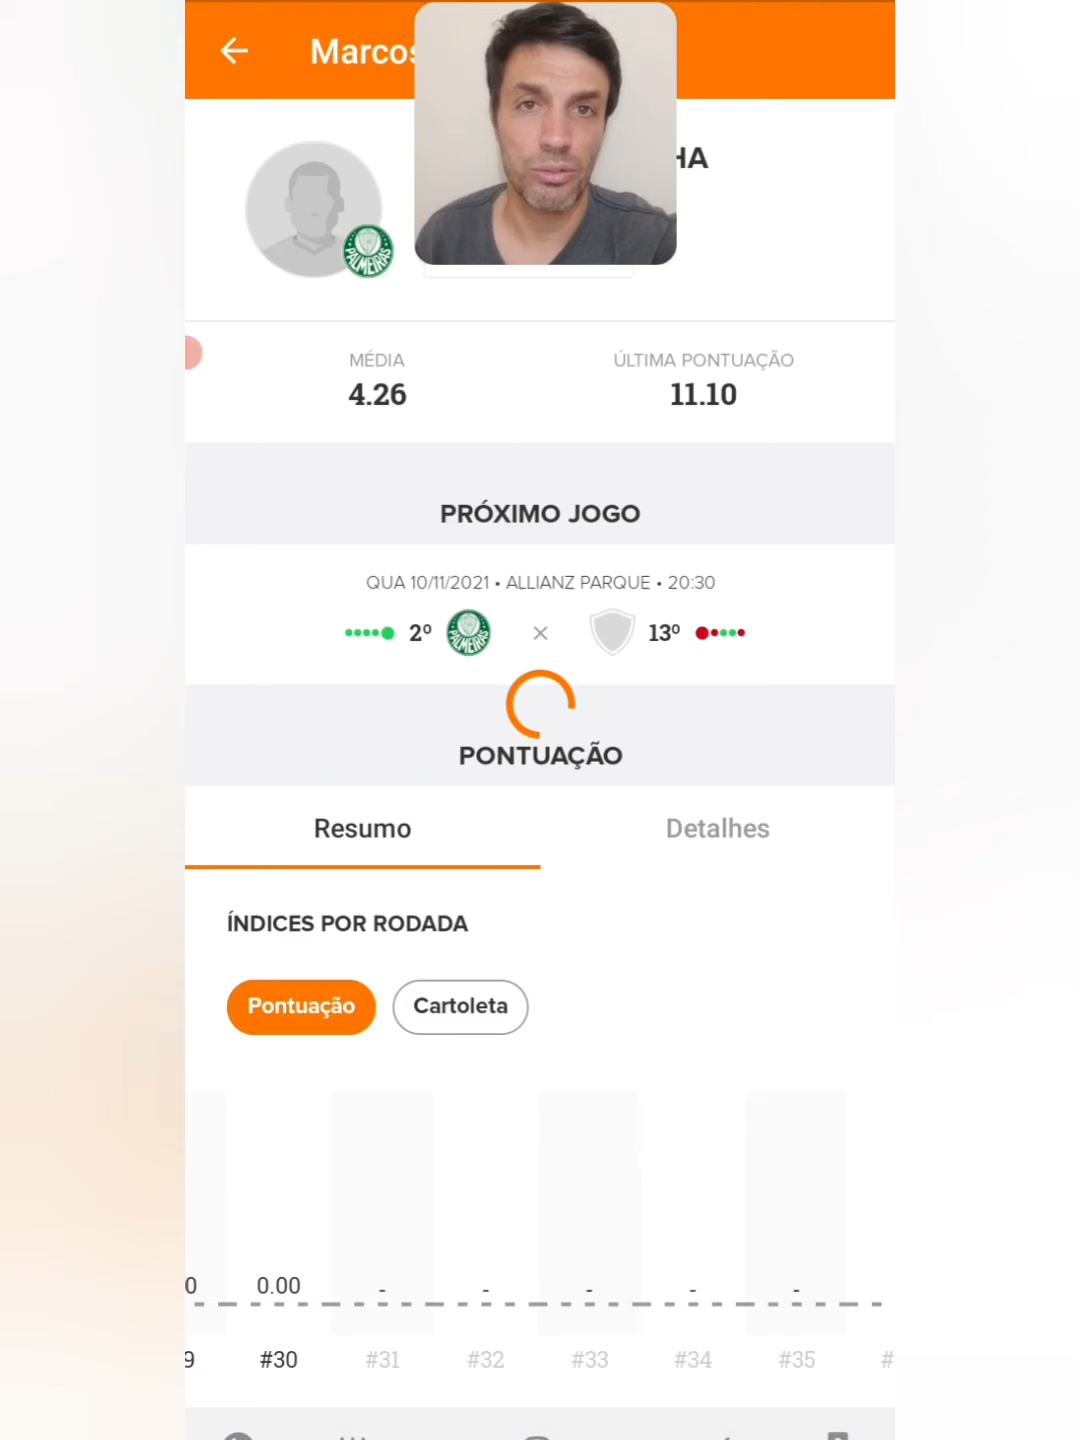 Marcos
HA
PALMEIRAS
MÉDIA
ÚLTIMA PONTUAÇÃO
4.26
11.10
PRÓXIMO JOGO
QUA 10/11/2021 • ALLIANZ PARQUE • 20:30
2º
PALMEIRAS
×
13º
PONTUAÇÃO
Resumo
Detalhes
ÍNDICES POR RODADA
Pontuação
Cartoleta
0
0.00
-
-
-
-
-
9
#30
#31
#32
#33
#34
#35
#